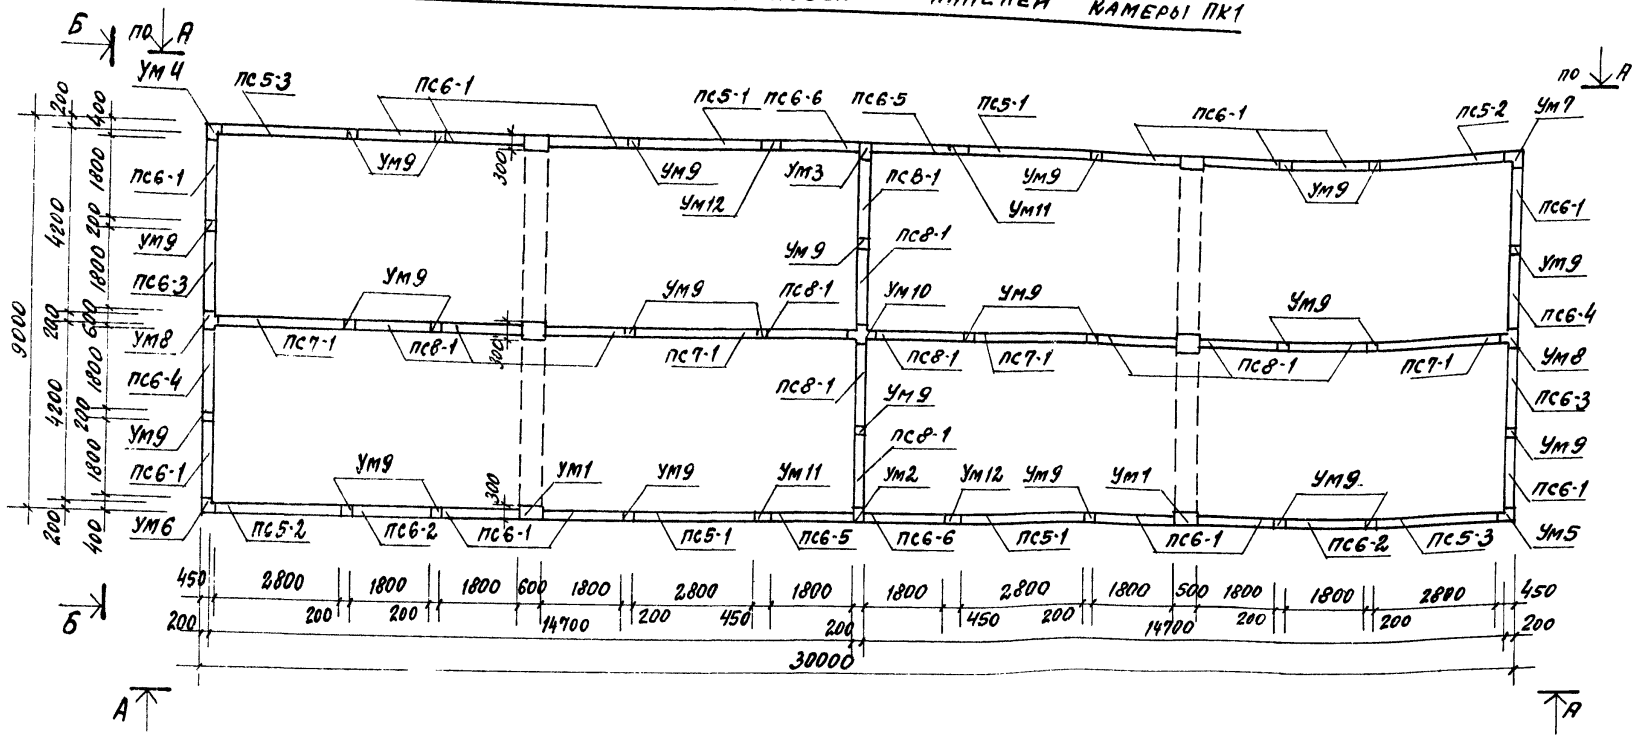 КАМЕРЫ ПК1
Б
по А
по А
УМ4 ПС5-3 ПС6-1 ПС5-1 ПС6-6 ПС6-5 ПС5-1 ПС6-1 ПС5-2 УМ7
200 400
УМ9 300 УМ9 УМ12 УМ3 ПС8-1 УМ9 УМ11 УМ9
1800 ПС6-1 ПС6-1
4200 200 УМ9 УМ9 ПС8-1 УМ9
1800 ПС6-3 УМ9 УМ9 ПС8-1 УМ10 УМ9 УМ9 ПС6-4
9000 200 600 УМ8 ПС7-1 ПС8-1 300 ПС7-1 ПС8-1 ПС7-1 ПС8-1 ПС7-1 УМ8
1800 ПС6-4 ПС8-1 ПС6-3
4200 200 УМ9 УМ9 УМ9
1800 ПС6-1 УМ9 300 УМ1 УМ9 УМ11 ПС8-1 УМ2 УМ12 УМ9 УМ1 УМ9 ПС6-1
200 400 УМ6 ПС5-2 ПС6-2 ПС6-1 ПС5-1 ПС6-5 ПС6-6 ПС5-1 ПС6-1 ПС6-2 ПС5-3 УМ5
450 2800 1800 1800 600 1800 2800 1800 1800 2800 1800 500 1800 1800 2800 450
Б
200 200 200 14700 200 450 200 450 200 14700 200 200 200
30000
А А